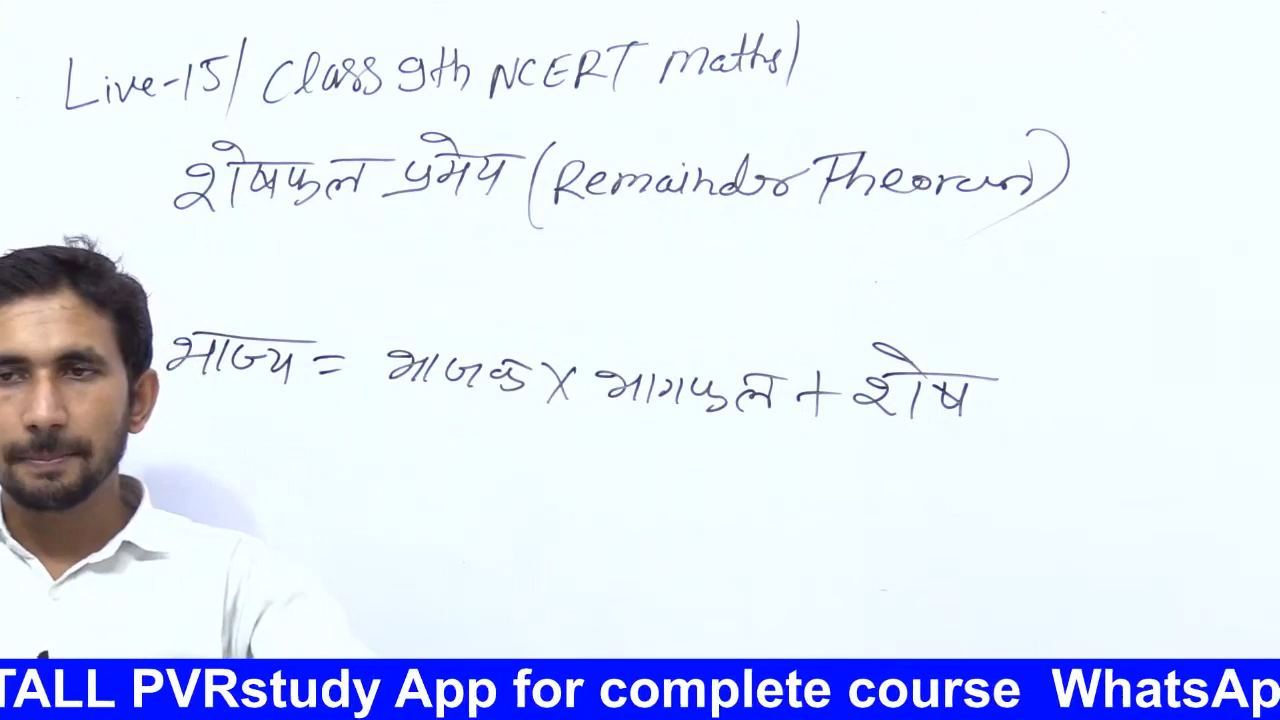 Live-15/ Class 9th NCERT Maths/
शेषफल प्रमेय (Remainder Theorem)
भाज्य = भाजक × भागफल + शेष
TALL PVRstudy App for complete course WhatsAp